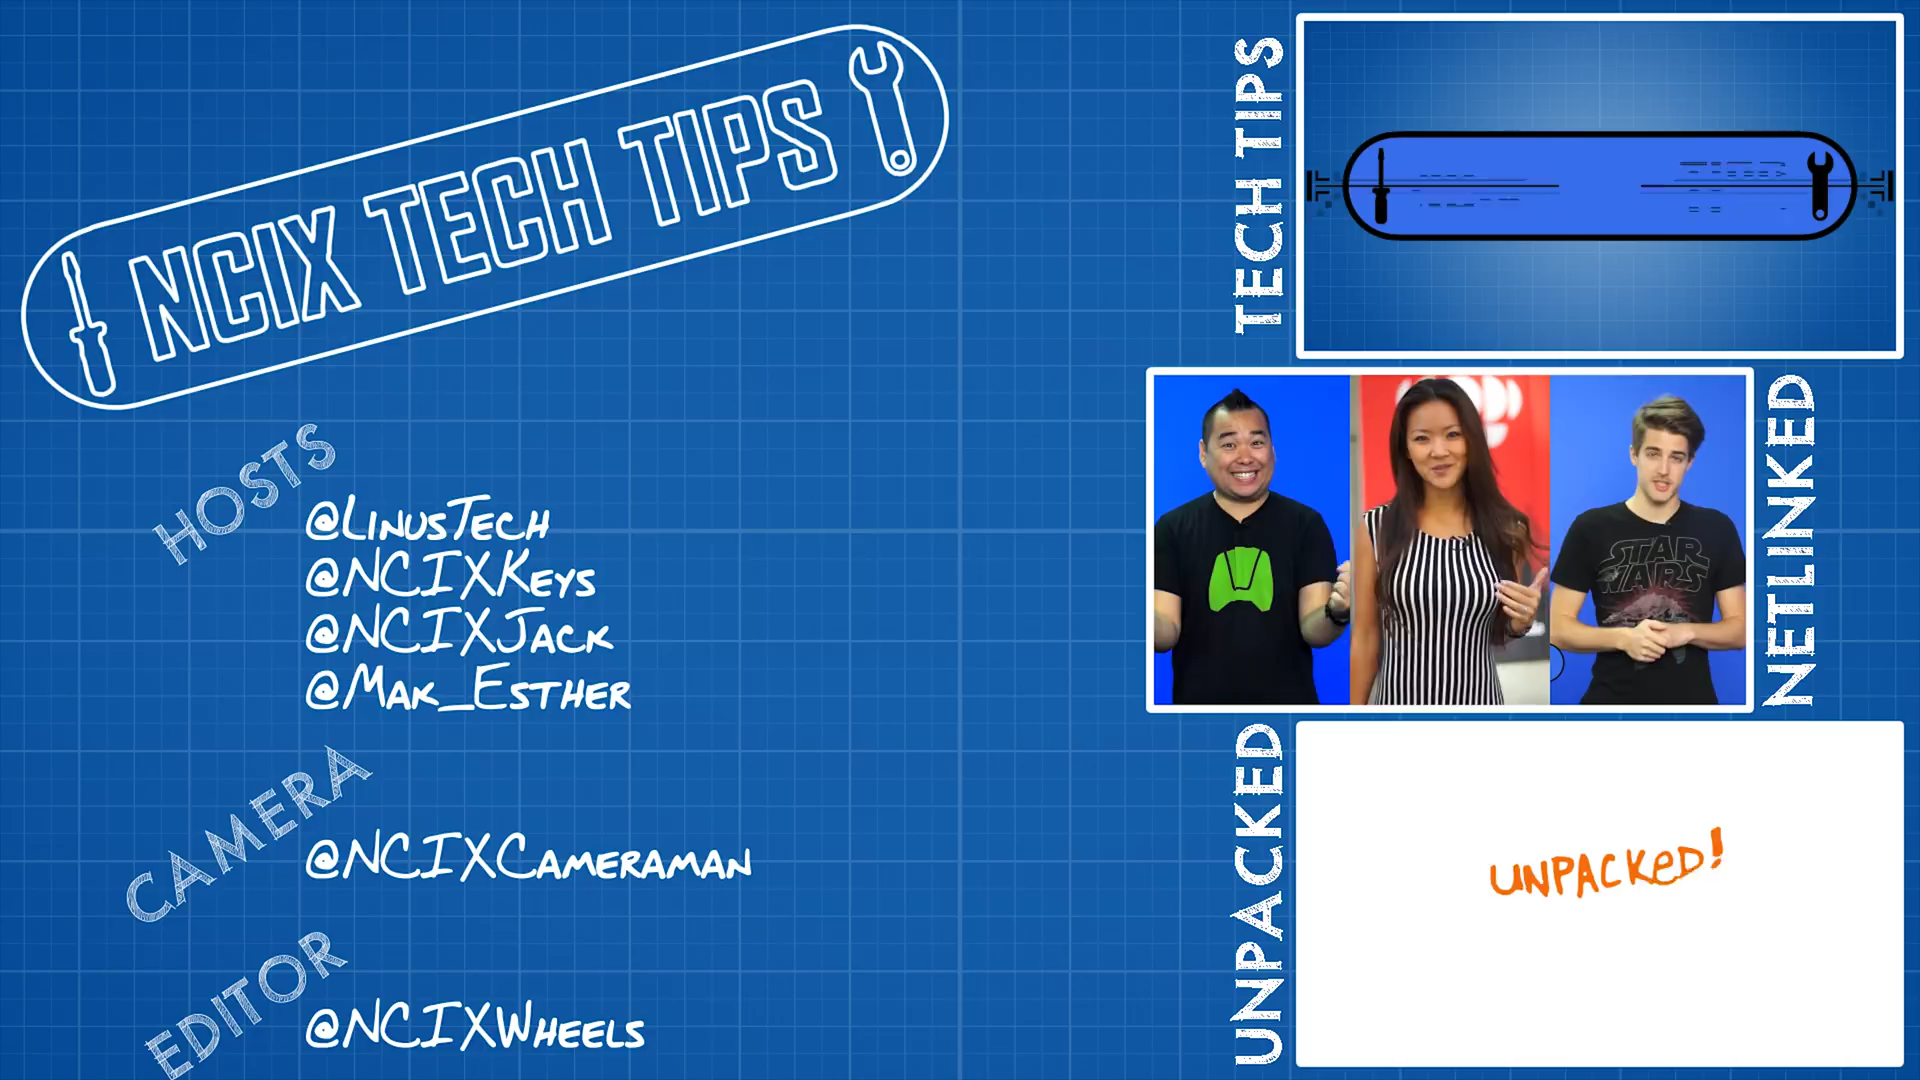 NCIX TECH TIPS
HOSTS
@LinusTech
@NCIXKeys
@NCIXJack
@Mak_Esther
CAMERA
@NCIXCameraman
EDITOR
@NCIXWheels
TECH TIPS
NETLINKED
STAR
WARS
UNPACKED
UNPACKeD!